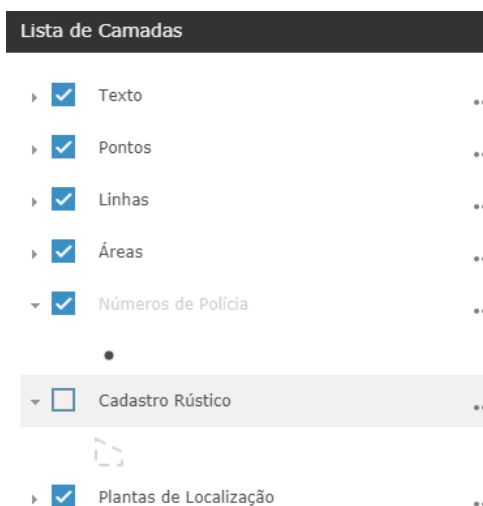 Lista de Camadas
Texto
Pontos
Linhas
Áreas
Números de Polícia
Cadastro Rústico
Plantas de Localização